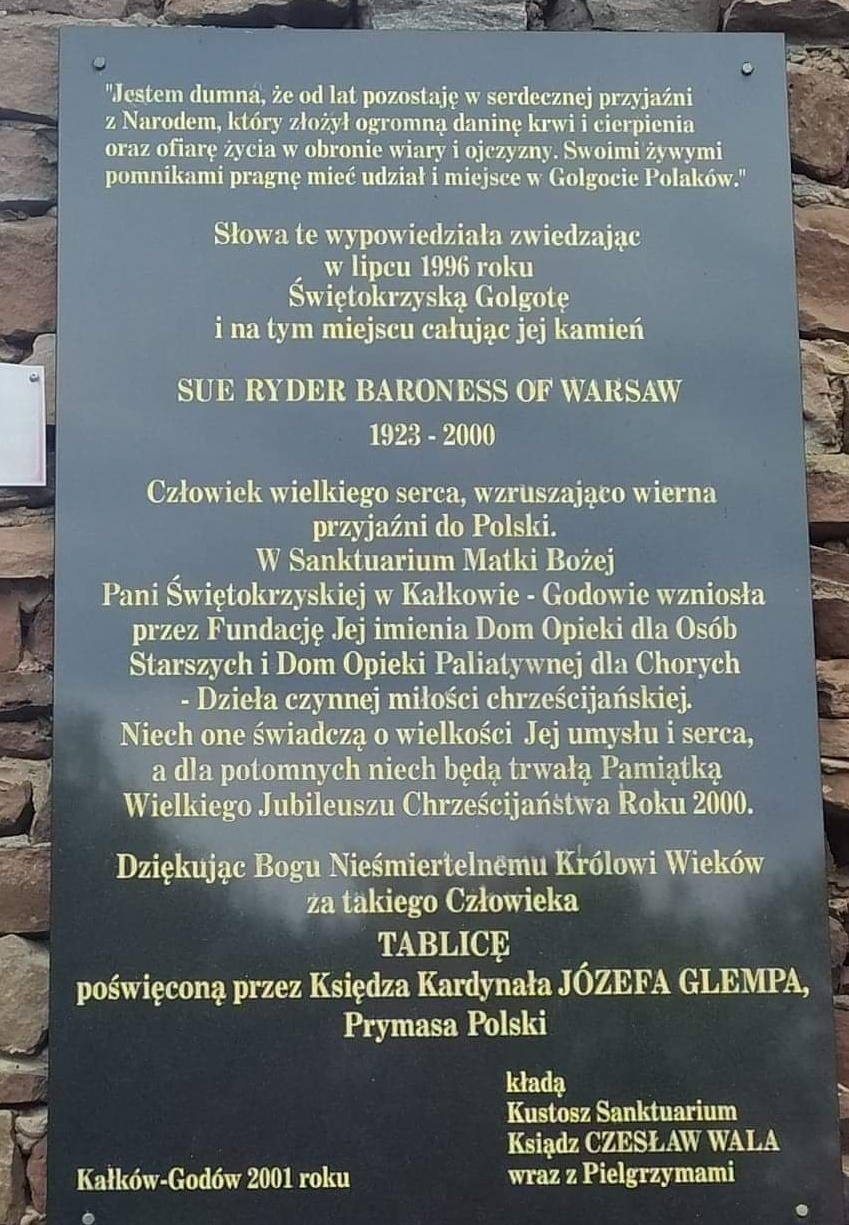 "Jestem dumna, że od lat pozostaję w serdecznej przyjaźni
z Narodem, który złożył ogromną daninę krwi i cierpienia
oraz ofiarę życia w obronie wiary i ojczyzny. Swoimi żywymi
pomnikami pragnę mieć udział i miejsce w Golgocie Polaków."
Słowa te wypowiedziała zwiedzając
w lipcu 1996 roku
Świętokrzyską Golgotę
i na tym miejscu całując jej kamień
SUE RYDER BARONESS OF WARSAW
1923 - 2000
Człowiek wielkiego serca, wzruszająco wierna
przyjaźni do Polski.
W Sanktuarium Matki Bożej
Pani Świętokrzyskiej w Kałkowie - Godowie wzniosła
przez Fundację Jej imienia Dom Opieki dla Osób
Starszych i Dom Opieki Paliatywnej dla Chorych
- Dzieła czynnej miłości chrześcijańskiej.
Niech one świadczą o wielkości Jej umysłu i serca,
a dla potomnych niech będą trwałą Pamiątką
Wielkiego Jubileuszu Chrześcijaństwa Roku 2000.
Dziękując Bogu Nieśmiertelnemu Królowi Wieków
za takiego Człowieka
TABLICĘ
poświęconą przez Księdza Kardynała JÓZEFA GLEMPA,
Prymasa Polski
kładą
Kustosz Sanktuarium
Ksiądz CZESŁAW WALA
wraz z Pielgrzymami
Kałków-Godów 2001 roku